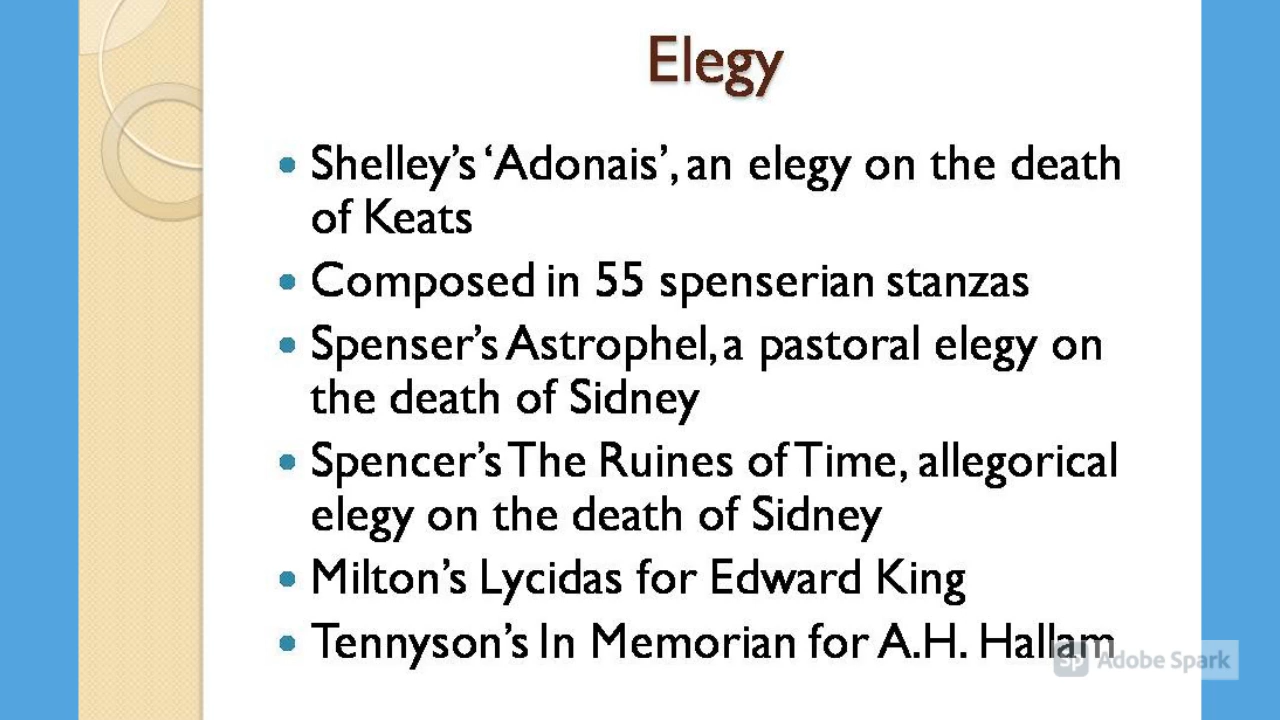 Elegy
Shelley’s ‘Adonais’, an elegy on the death
of Keats
Composed in 55 spenserian stanzas
Spenser’s Astrophel, a pastoral elegy on
the death of Sidney
Spencer’s The Ruines of Time, allegorical
elegy on the death of Sidney
Milton’s Lycidas for Edward King
Tennyson’s In Memorian for A.H. Hallam
Sp Adobe Spark